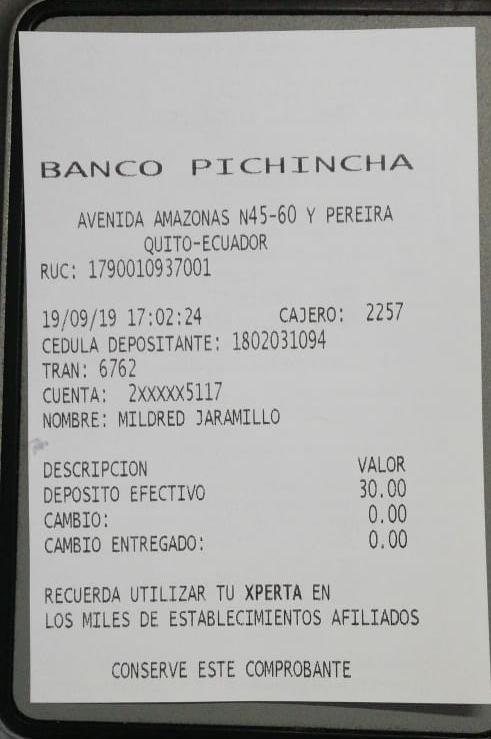 BANCO PICHINCHA
AVENIDA AMAZONAS N45-60 Y PEREIRA
QUITO-ECUADOR
RUC: 1790010937001
19/09/19 17:02:24 CAJERO: 2257
CEDULA DEPOSITANTE: 1802031094
TRAN: 6762
CUENTA: 2XXXXX5117
NOMBRE: MILDRED JARAMILLO
DESCRIPCION VALOR
DEPOSITO EFECTIVO 30.00
CAMBIO: 0.00
CAMBIO ENTREGADO: 0.00
RECUERDA UTILIZAR TU XPERTA EN
LOS MILES DE ESTABLECIMIENTOS AFILIADOS
CONSERVE ESTE COMPROBANTE